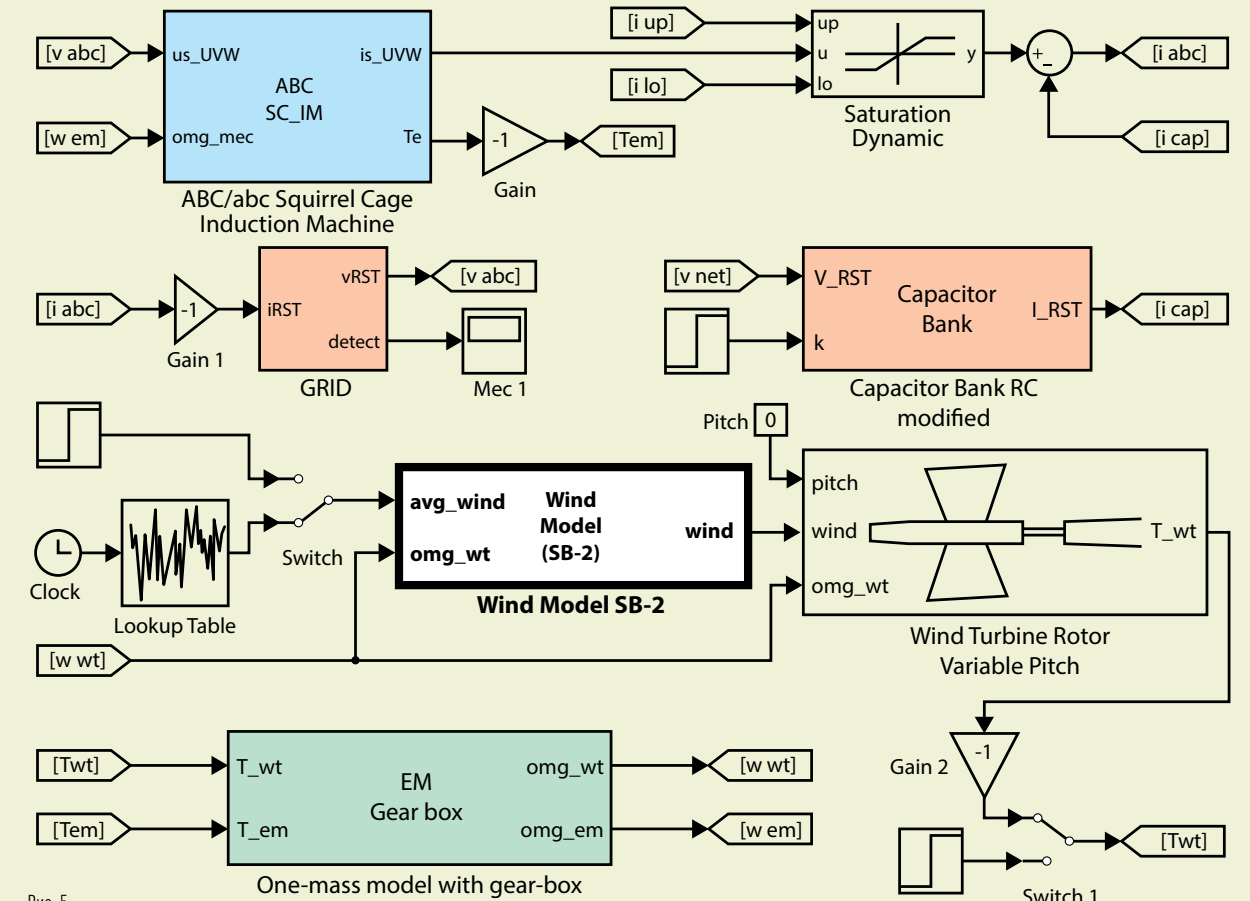 [v abc]
us_UVW
is_UVW
ABC
SC_IM
[w em]
omg_mec
Te
ABC/abc Squirrel Cage
Induction Machine
-1
Gain
[Tem]
[i up]
[i lo]
up
u
lo
y
Saturation
Dynamic
+
-
[i abc]
[i cap]
[i abc]
-1
Gain 1
iRST
vRST
detect
GRID
[v abc]
Mec 1
[v net]
V_RST
k
Capacitor
Bank
I_RST
[i cap]
Capacitor Bank RC
modified
Clock
Lookup Table
Switch
avg_wind
omg_wt
Wind
Model
(SB-2)
wind
Wind Model SB-2
Pitch
0
pitch
wind
omg_wt
T_wt
Wind Turbine Rotor
Variable Pitch
[w wt]
[Twt]
[Tem]
T_wt
T_em
EM
Gear box
omg_wt
omg_em
[w wt]
[w em]
One-mass model with gear-box
-1
Gain 2
[Twt]
Switch 1